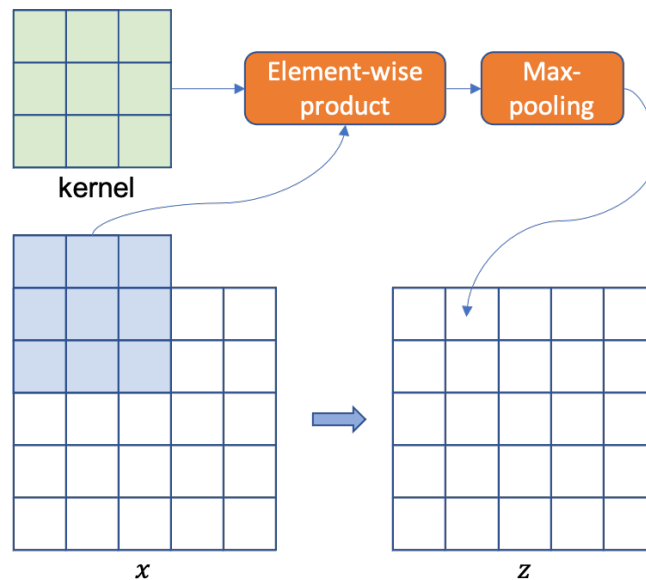 Element-wise
product
Max-
pooling
kernel
x
z